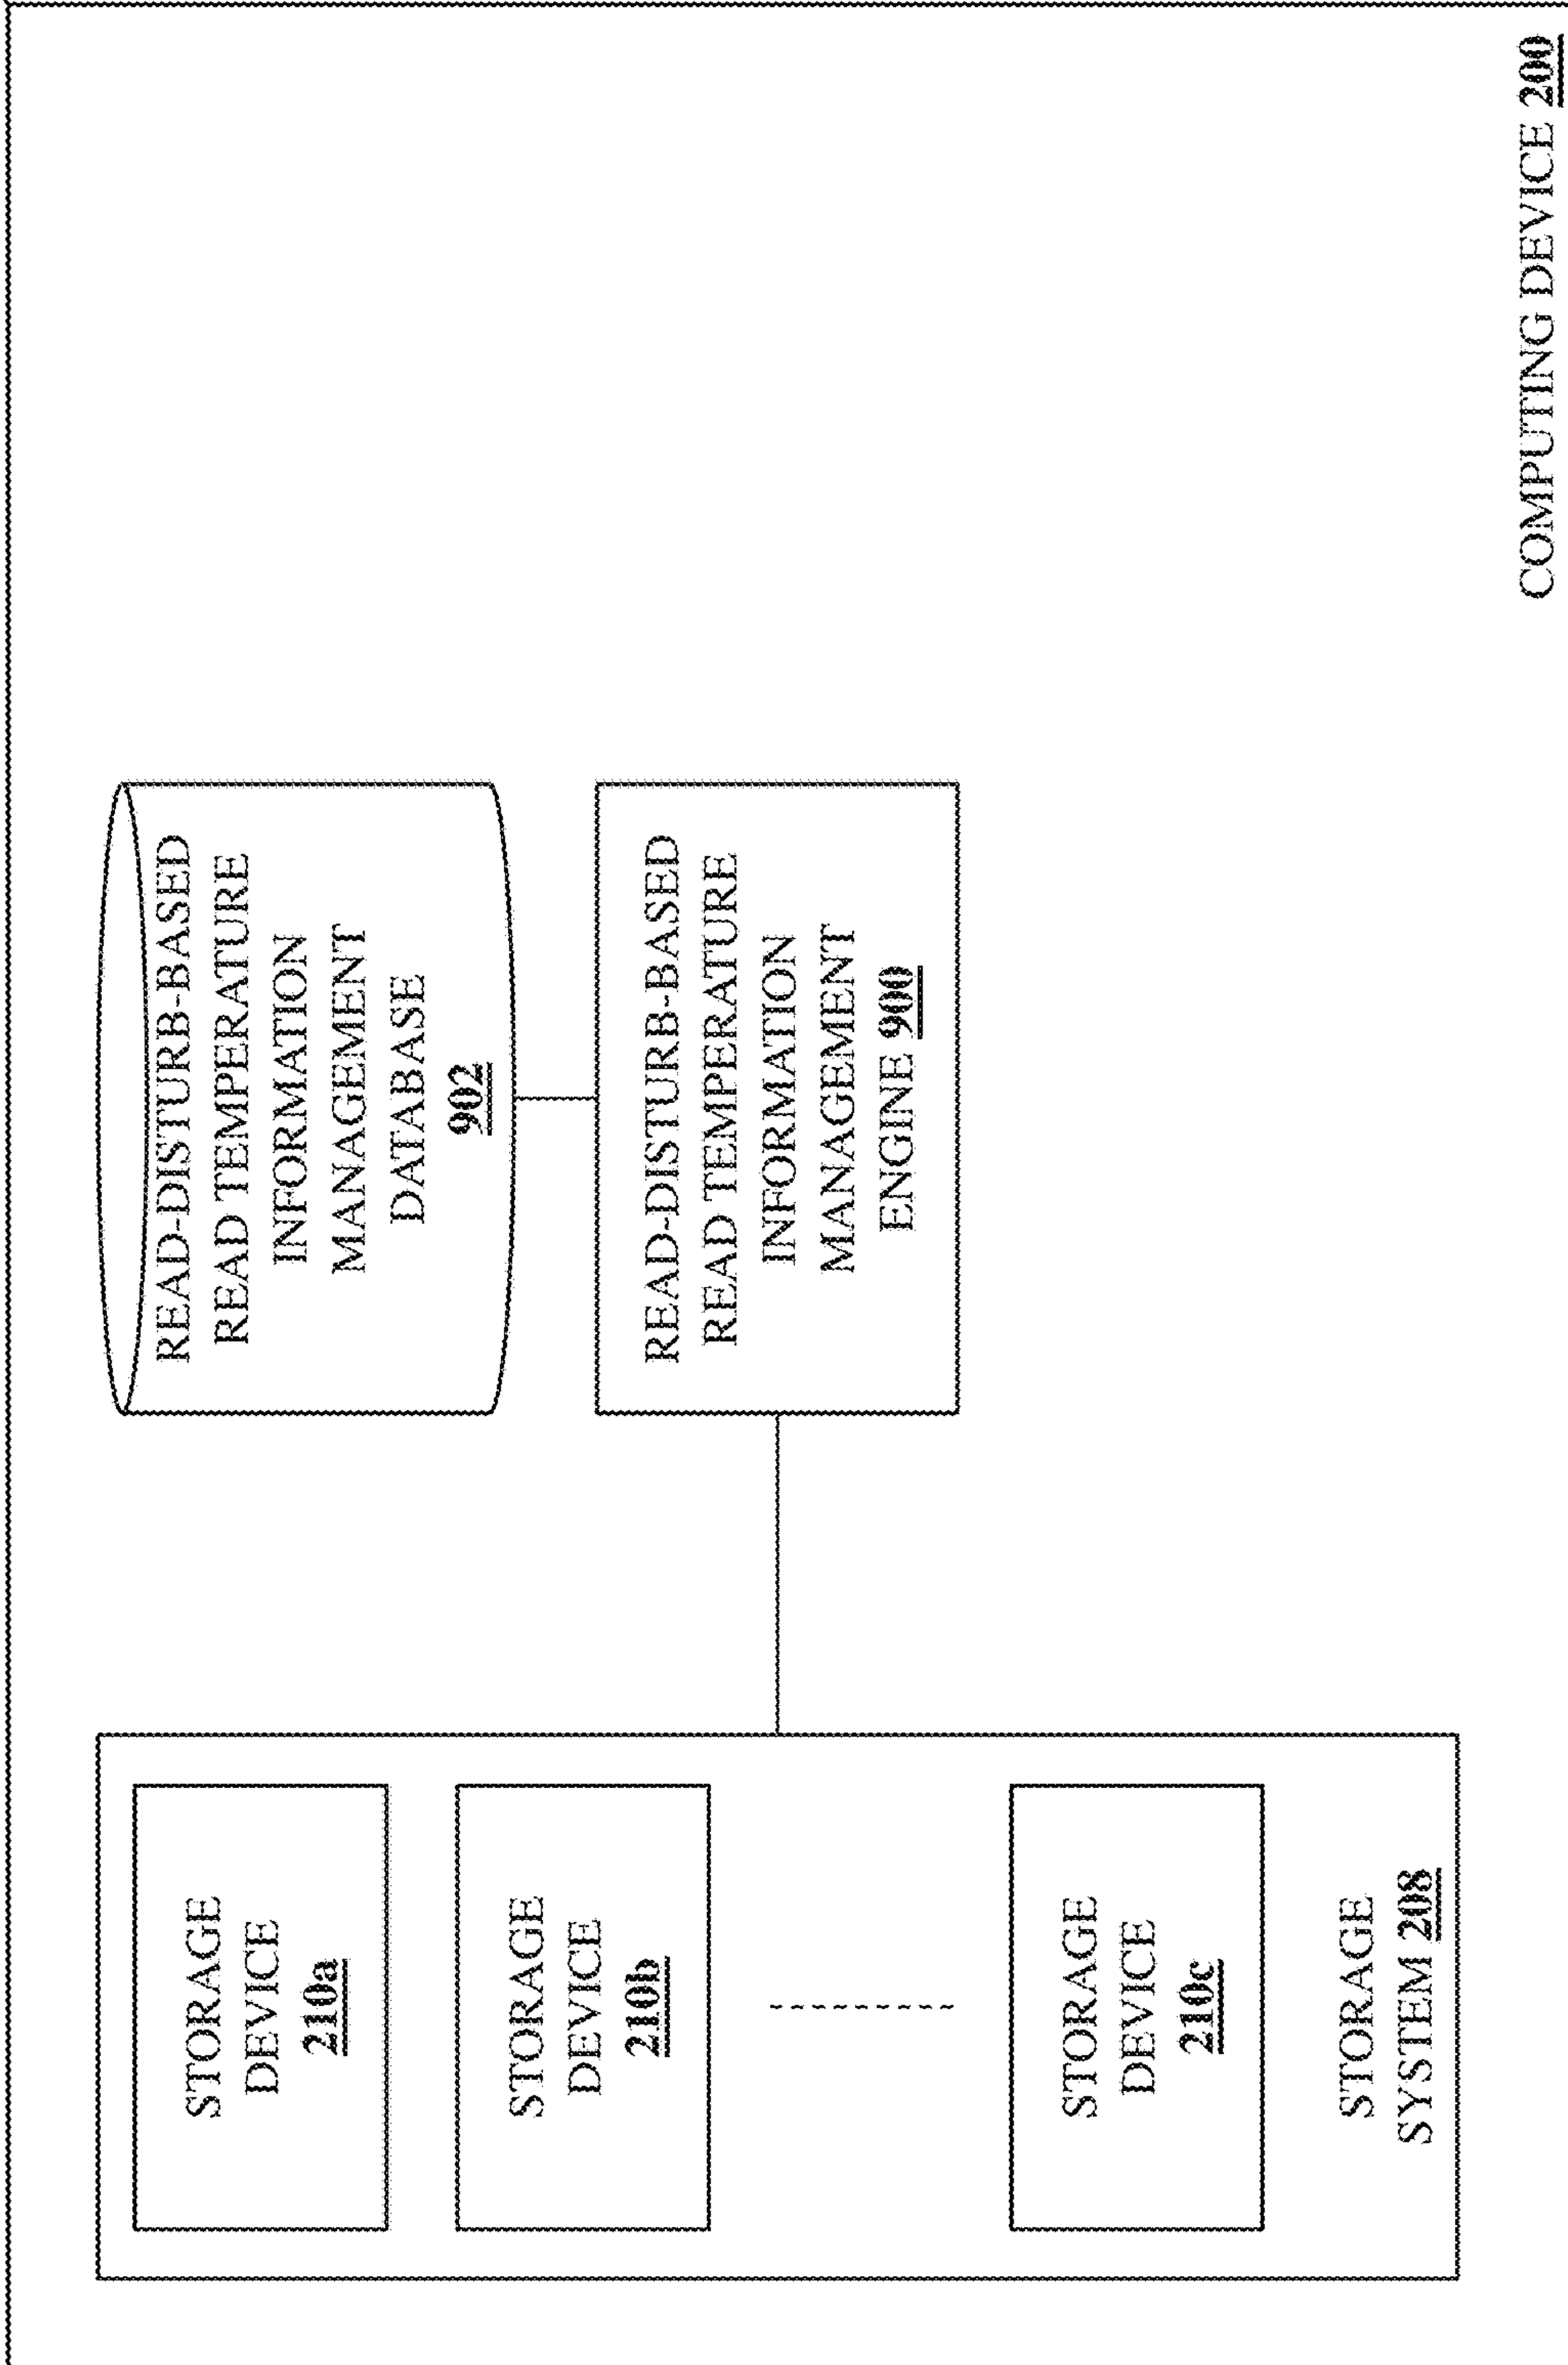 STORAGE
DEVICE
210a
STORAGE
DEVICE
210b
STORAGE
DEVICE
210c
STORAGE
SYSTEM 208
READ-DISTURB-BASED
READ TEMPERATURE
INFORMATION
MANAGEMENT
DATABASE
902
READ-DISTURB-BASED
READ TEMPERATURE
INFORMATION
MANAGEMENT
ENGINE 900
COMPUTING DEVICE 200